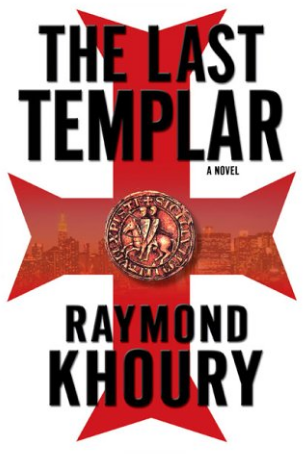 THE LAST
TEMPLAR
A NOVEL
RAYMOND
KHOURY